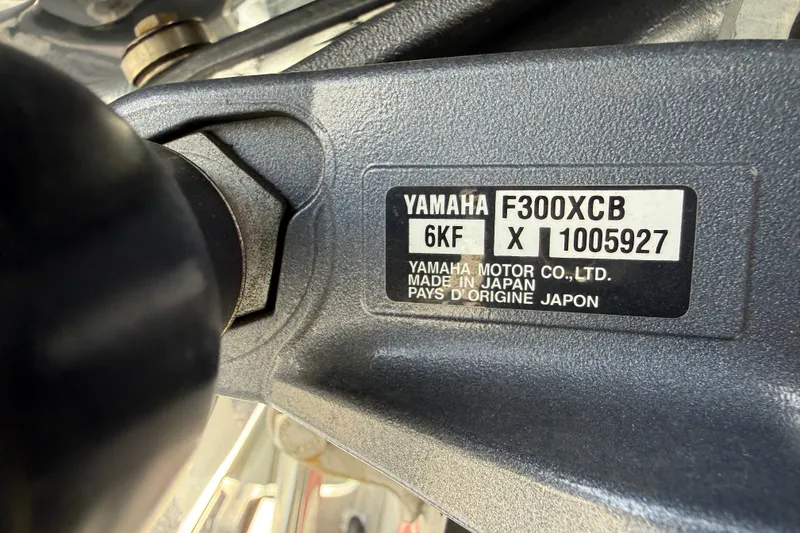 YAMAHA F300XCB
6KF X 1005927
YAMAHA MOTOR CO.,LTD.
MADE IN JAPAN
PAYS D'ORIGINE JAPON